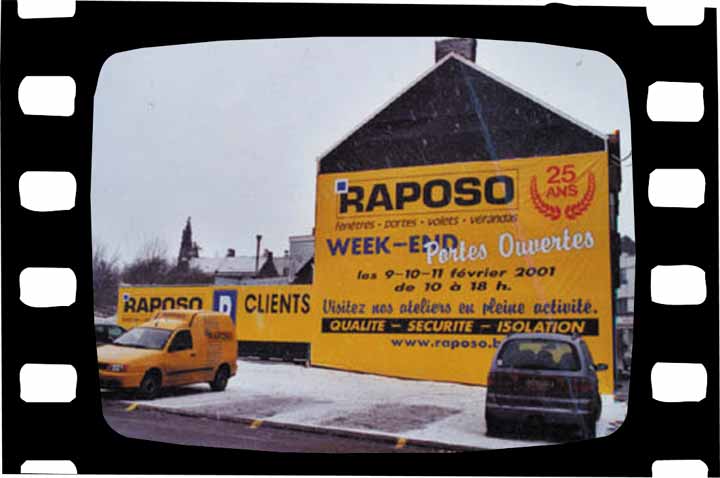 RAPOSO
25
ANS
fenêtres - portes - volets - vérandas
WEEK-END Portes Ouvertes
les 9-10-11 février 2001
de 10 à 18 h.
Visitez nos ateliers en pleine activité.
QUALITE - SECURITE - ISOLATION
www.raposo.b
RAPOSO P CLIENTS
RAPOSO